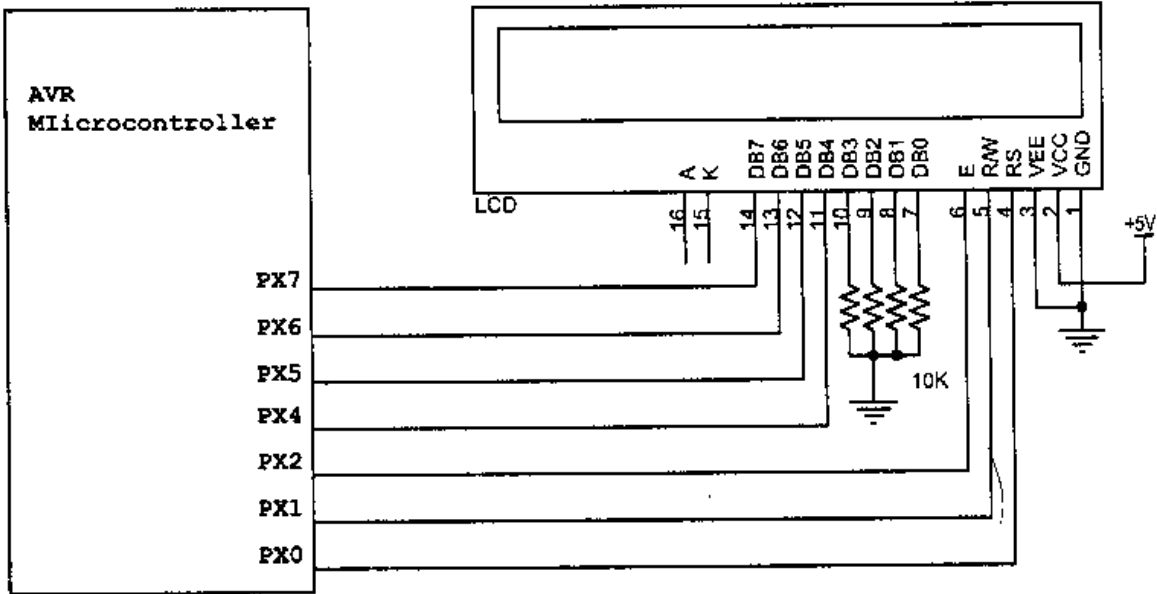 AVR
MIicrocontroller
PX7
PX6
PX5
PX4
PX2
PX1
PX0
LCD
A
K
DB7
DB6
DB5
DB4
DB3
DB2
DB1
DB0
E
R/W
RS
VEE
VCC
GND
16
15
14
13
12
11
10
9
8
7
6
5
4
3
2
1
+5V
10K